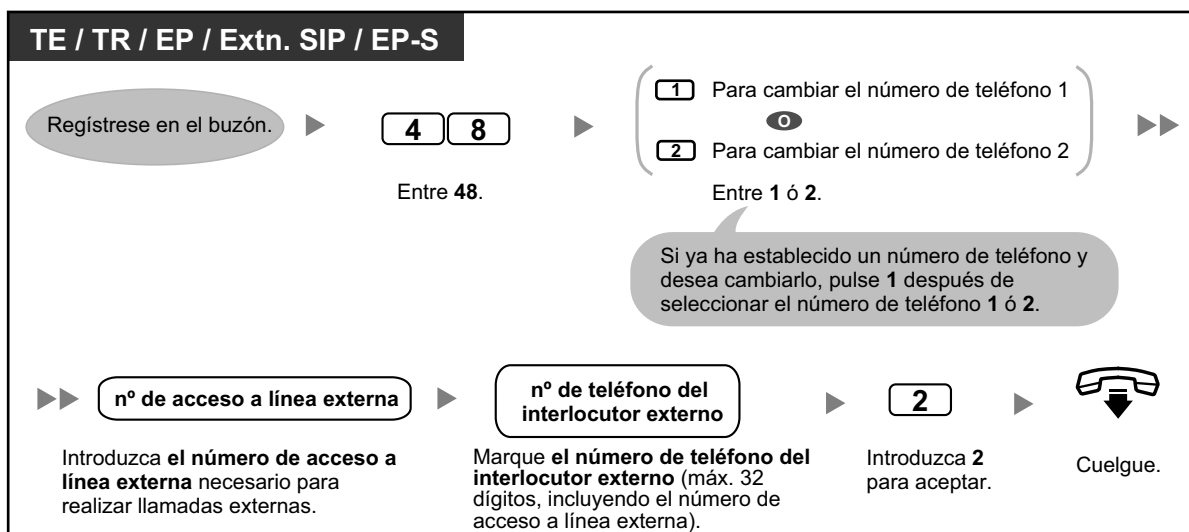 TE / TR / EP / Extn. SIP / EP-S
Regístrese en el buzón.
4 8
Entre 48.
1 Para cambiar el número de teléfono 1
O
2 Para cambiar el número de teléfono 2
Entre 1 ó 2.
Si ya ha establecido un número de teléfono y
desea cambiarlo, pulse 1 después de
seleccionar el número de teléfono 1 ó 2.
nº de acceso a línea externa
Introduzca el número de acceso a
línea externa necesario para
realizar llamadas externas.
nº de teléfono del
interlocutor externo
Marque el número de teléfono del
interlocutor externo (máx. 32
dígitos, incluyendo el número de
acceso a línea externa).
2
Introduzca 2
para aceptar.
Cuelgue.